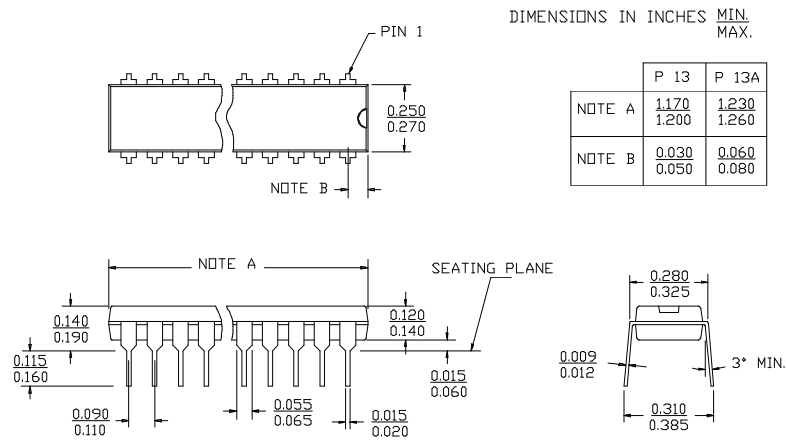 DIMENSIONS IN INCHES MIN.
MAX.
PIN 1
P 13 P 13A
NOTE A 1.170 1.230
1.200 1.260
NOTE B 0.030 0.060
0.050 0.080
0.250
0.270
NOTE B
NOTE A
SEATING PLANE
0.280
0.325
0.140
0.190
0.120
0.140
0.115
0.160
0.015
0.060
0.009
0.012
3° MIN.
0.090
0.110
0.055
0.065
0.015
0.020
0.310
0.385